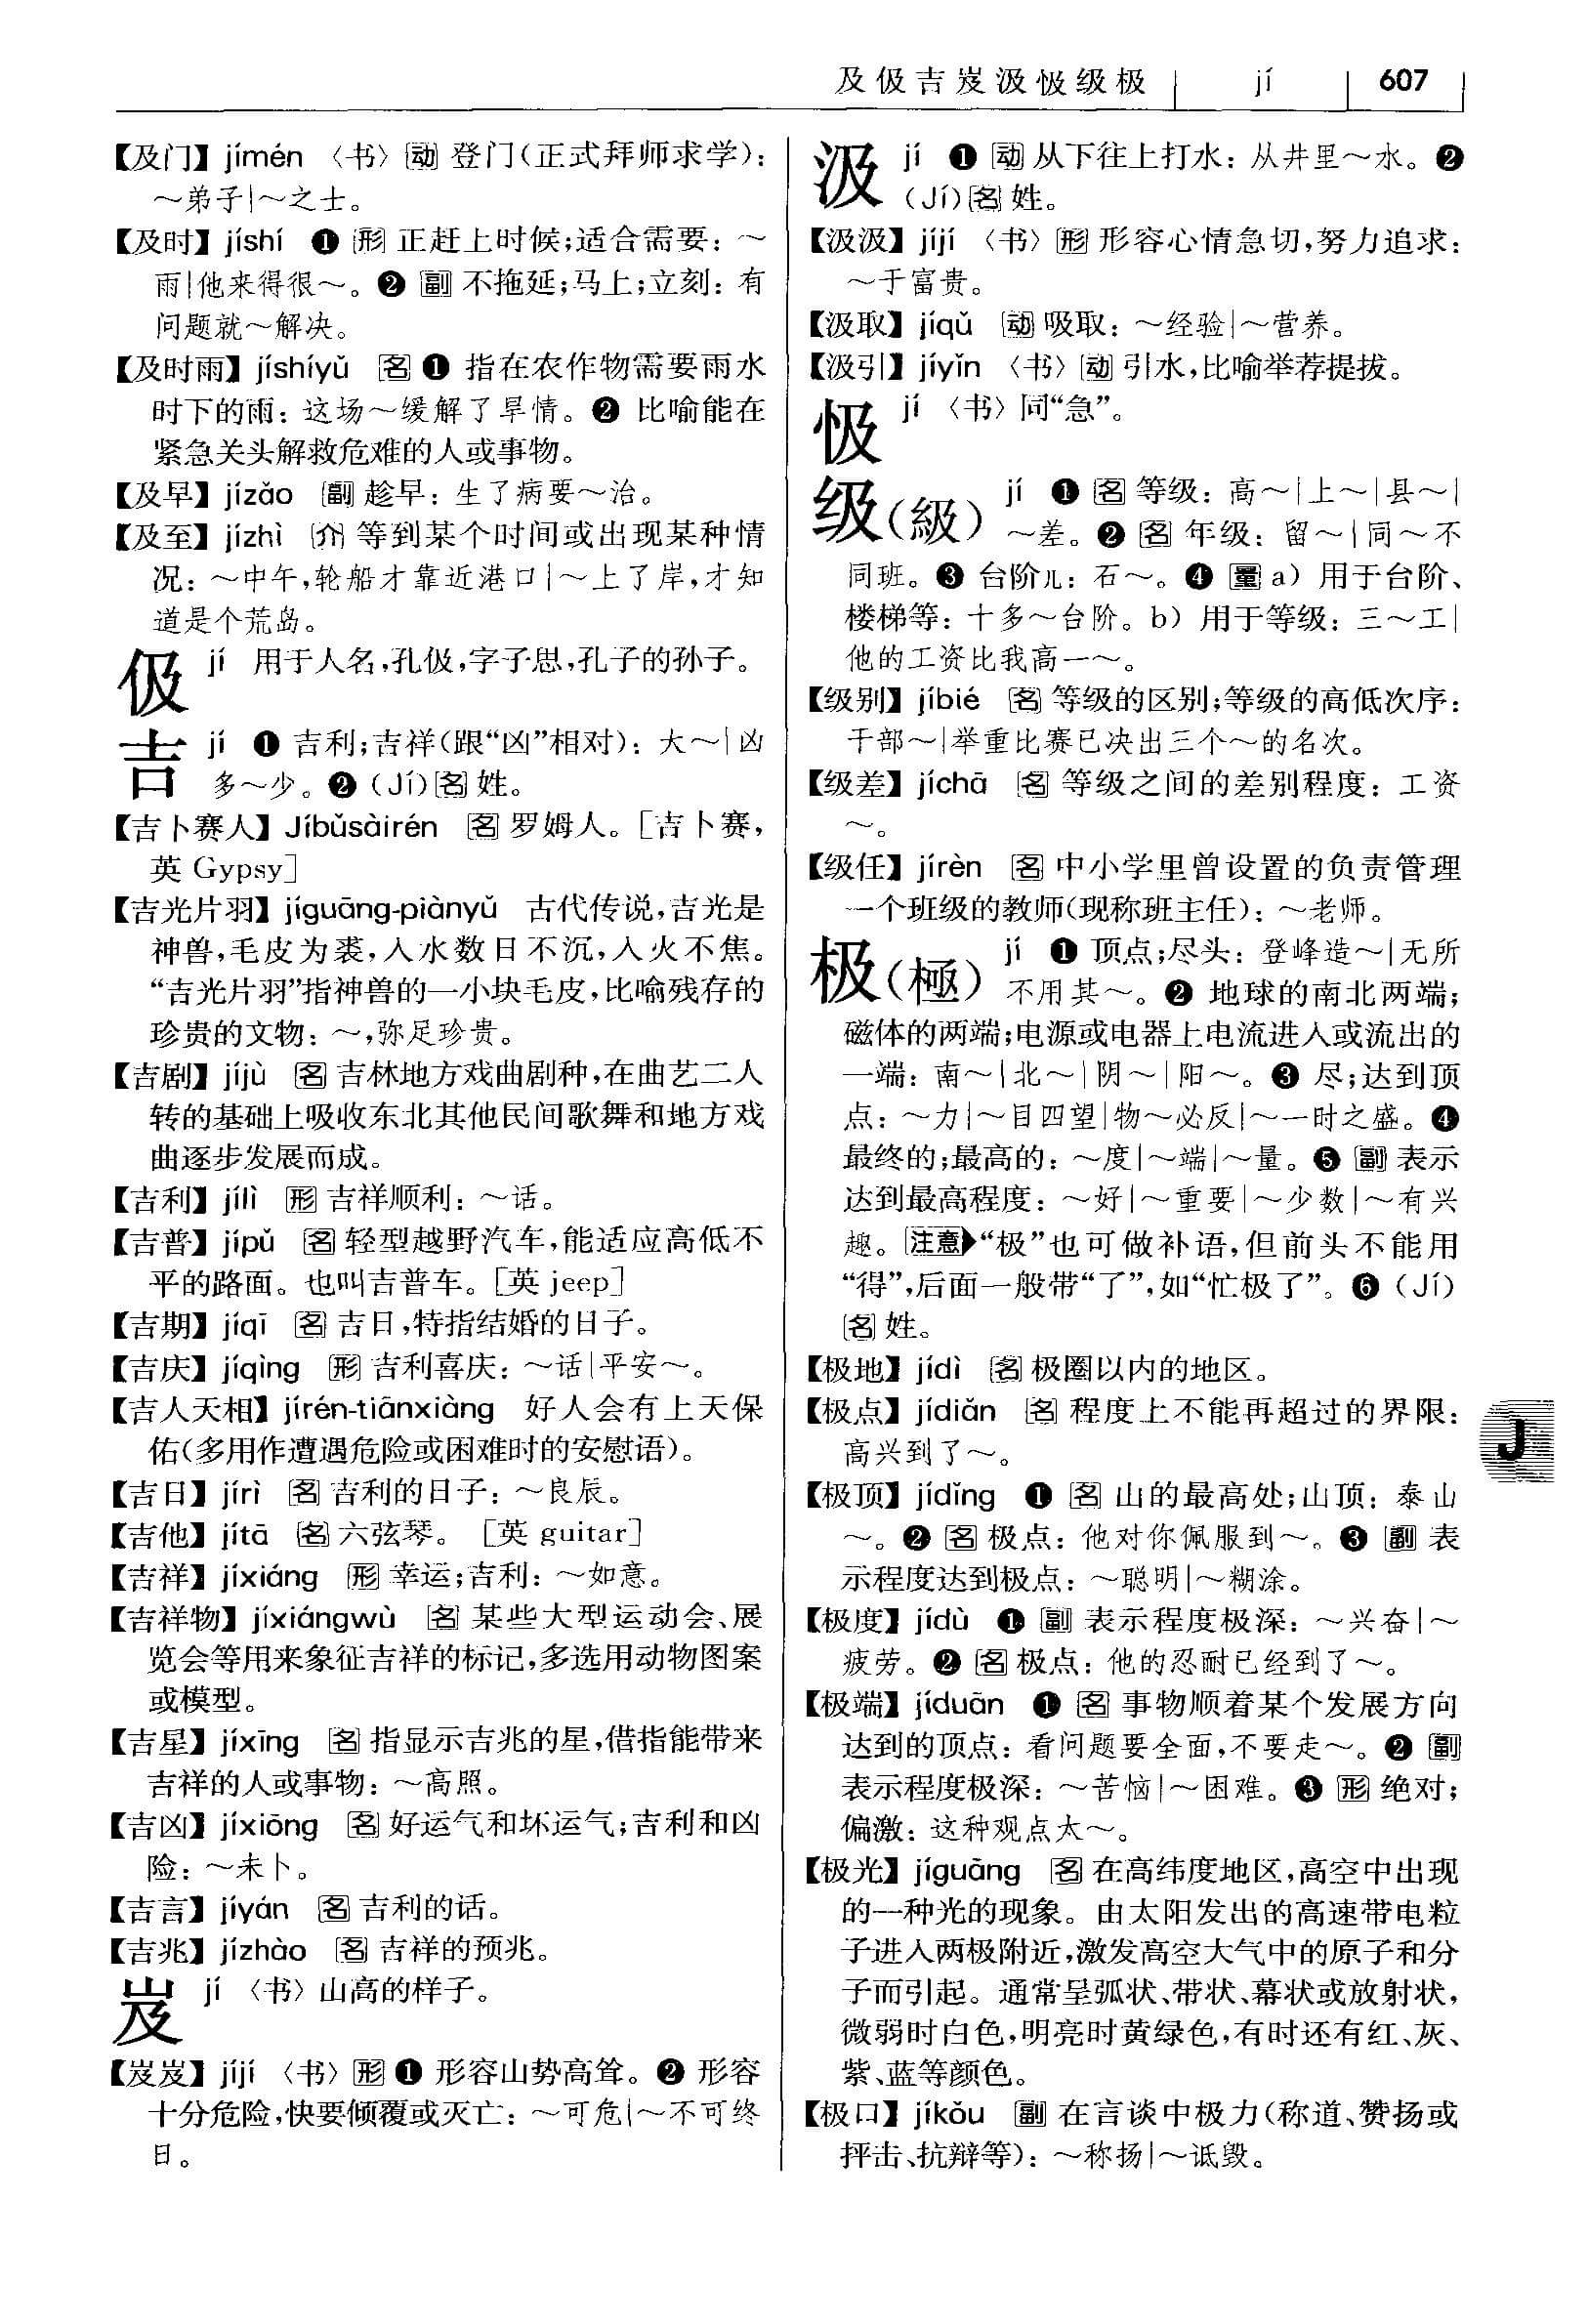 及伋吉岌汲忣级极 jí 607
【及门】jímén 〈书〉动 登门(正式拜师求学)：
～弟子|～之士。
【及时】jíshí ❶ 形 正赶上时候;适合需要：～
雨|他来得很～。❷ 副 不拖延;马上;立刻：有
问题就～解决。
【及时雨】jíshíyǔ 名 ❶ 指在农作物需要雨水
时下的雨：这场～缓解了旱情。❷ 比喻能在
紧急关头解救危难的人或事物。
【及早】jízǎo 副 趁早：生了病要～治。
【及至】jízhì 介 等到某个时间或出现某种情
况：～中午,轮船才靠近港口|～上了岸,才知
道是个荒岛。
伋 jí 用于人名,孔伋,字子思,孔子的孙子。
吉 jí ❶ 吉利;吉祥(跟“凶”相对)：大～|凶
多～少。❷ (Jí)名 姓。
【吉卜赛人】Jíbǔsàirén 名 罗姆人。[吉卜赛,
英 Gypsy]
【吉光片羽】jíguāng-piànyǔ 古代传说,吉光是
神兽,毛皮为裘,入水数日不沉,入火不焦。
“吉光片羽”指神兽的一小块毛皮,比喻残存的
珍贵的文物：～,弥足珍贵。
【吉剧】jíjù 名 吉林地方戏曲剧种,在曲艺二人
转的基础上吸收东北其他民间歌舞和地方戏
曲逐步发展而成。
【吉利】jílì 形 吉祥顺利：～话。
【吉普】jípǔ 名 轻型越野汽车,能适应高低不
平的路面。也叫吉普车。[英 jeep]
【吉期】jíqī 名 吉日,特指结婚的日子。
【吉庆】jíqìng 形 吉利喜庆：～话|平安～。
【吉人天相】jírén-tiānxiàng 好人会有上天保
佑(多用作遭遇危险或困难时的安慰语)。
【吉日】jírì 名 吉利的日子：～良辰。
【吉他】jítā 名 六弦琴。[英 guitar]
【吉祥】jíxiáng 形 幸运;吉利：～如意。
【吉祥物】jíxiángwù 名 某些大型运动会、展
览会等用来象征吉祥的标记,多选用动物图案
或模型。
【吉星】jíxīng 名 指显示吉兆的星,借指能带来
吉祥的人或事物：～高照。
【吉凶】jíxiōng 名 好运气和坏运气;吉利和凶
险：～未卜。
【吉言】jíyán 名 吉利的话。
【吉兆】jízhào 名 吉祥的预兆。
岌 jí 〈书〉山高的样子。
【岌岌】jíjí 〈书〉形 ❶ 形容山势高耸。❷ 形容
十分危险,快要倾覆或灭亡：～可危|～不可终
日。
汲 jí ❶ 动 从下往上打水：从井里～水。❷
(Jí)名 姓。
【汲汲】jíjí 〈书〉形 形容心情急切,努力追求：
～于富贵。
【汲取】jíqǔ 动 吸取：～经验|～营养。
【汲引】jíyǐn 〈书〉动 引水,比喻举荐提拔。
忣 jí 〈书〉同“急”。
级(級) jí ❶ 名 等级：高～|上～|县～|
～差。❷ 名 年级：留～|同～不
同班。❸ 台阶儿：石～。❹ 量 a）用于台阶、
楼梯等：十多～台阶。b）用于等级：三～工|
他的工资比我高一～。
【级别】jíbié 名 等级的区别;等级的高低次序：
干部～|举重比赛已决出三个～的名次。
【级差】jíchā 名 等级之间的差别程度：工资
～。
【级任】jírèn 名 中小学里曾设置的负责管理
一个班级的教师(现称班主任)：～老师。
极(極) jí ❶ 顶点;尽头：登峰造～|无所
不用其～。❷ 地球的南北两端;
磁体的两端;电源或电器上电流进入或流出的
一端：南～|北～|阴～|阳～。❸ 尽;达到顶
点：～力|～目四望|物～必反|～一时之盛。❹
最终的;最高的：～度|～端|～量。❺ 副 表示
达到最高程度：～好|～重要|～少数|～有兴
趣。注意“极”也可做补语,但前头不能用
“得”,后面一般带“了”,如“忙极了”。❻ (Jí)
名 姓。
【极地】jídì 名 极圈以内的地区。
【极点】jídiǎn 名 程度上不能再超过的界限：
高兴到了～。
J
【极顶】jídǐng ❶ 名 山的最高处;山顶：泰山
～。❷ 名 极点：他对你佩服到～。❸ 副 表
示程度达到极点：～聪明|～糊涂。
【极度】jídù ❶ 副 表示程度极深：～兴奋|～
疲劳。❷ 名 极点：他的忍耐已经到了～。
【极端】jíduān ❶ 名 事物顺着某个发展方向
达到的顶点：看问题要全面,不要走～。❷ 副
表示程度极深：～苦恼|～困难。❸ 形 绝对;
偏激：这种观点太～。
【极光】jíguāng 名 在高纬度地区,高空中出现
的一种光的现象。由太阳发出的高速带电粒
子进入两极附近,激发高空大气中的原子和分
子而引起。通常呈弧状、带状、幕状或放射状,
微弱时白色,明亮时黄绿色,有时还有红、灰、
紫、蓝等颜色。
【极口】jíkǒu 副 在言谈中极力(称道、赞扬或
抨击、抗辩等)：～称扬|～诋毁。